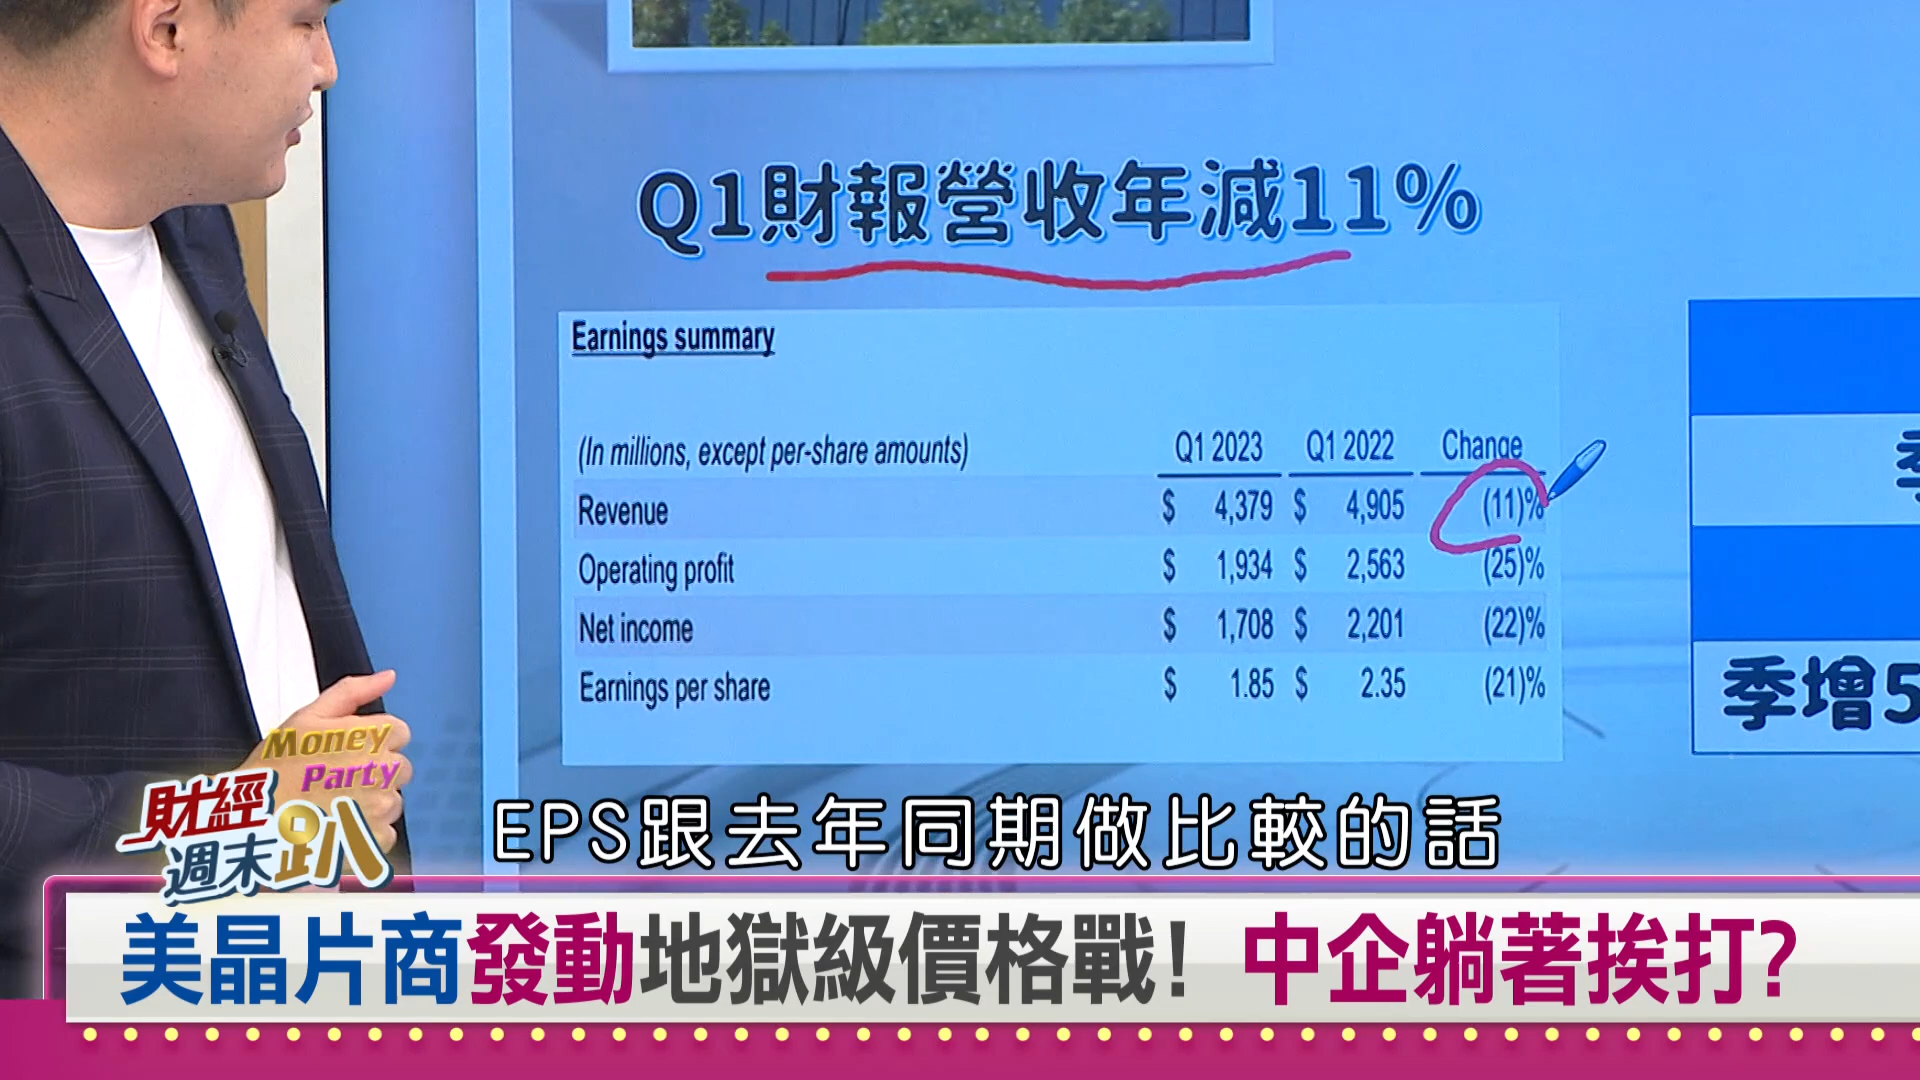 Q1財報營收年減11%
Earnings summary
(In millions, except per-share amounts) Q1 2023 Q1 2022 Change
Revenue $ 4,379 $ 4,905 (11)%
Operating profit $ 1,934 $ 2,563 (25)%
Net income $ 1,708 $ 2,201 (22)%
Earnings per share $ 1.85 $ 2.35 (21)%
季增5
Money
Party
財經
週末趴
EPS跟去年同期做比較的話
美晶片商發動地獄級價格戰! 中企躺著挨打?